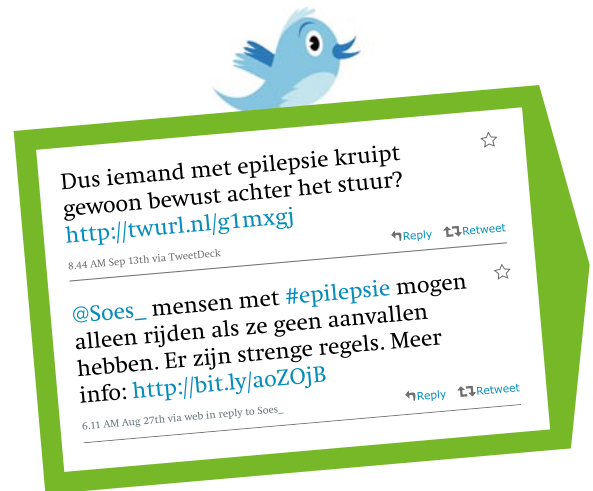 Dus iemand met epilepsie kruipt
gewoon bewust achter het stuur?
http://twurl.nl/g1mxgj
8.44 AM Sep 13th via TweetDeck
Reply Retweet
@Soes_ mensen met #epilepsie mogen
alleen rijden als ze geen aanvallen
hebben. Er zijn strenge regels. Meer
info: http://bit.ly/aoZOjB
6.11 AM Aug 27th via web in reply to Soes_
Reply Retweet